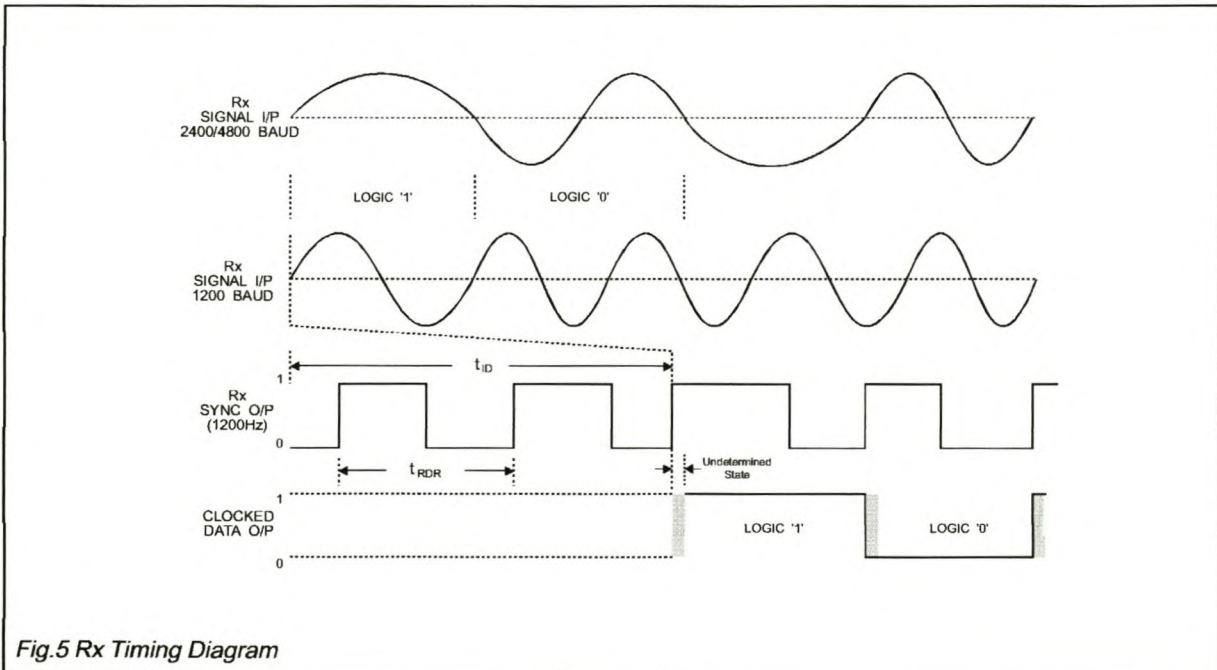 Rx
SIGNAL I/P
2400/4800 BAUD
LOGIC '1'
LOGIC '0'
Rx
SIGNAL I/P
1200 BAUD
tID
1
Rx
SYNC O/P
(1200Hz)
0
tRDR
Undetermined
State
1
CLOCKED
DATA O/P
LOGIC '1'
LOGIC '0'
0
Fig.5 Rx Timing Diagram